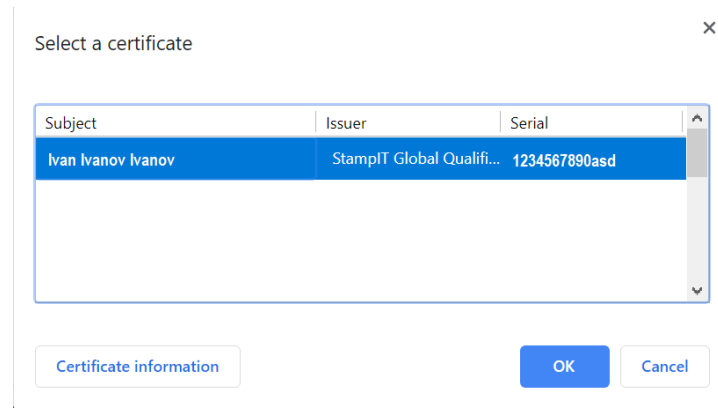 Select a certificate
Subject Issuer Serial
Ivan Ivanov Ivanov StampIT Global Qualifi... 1234567890asd
Certificate information OK Cancel